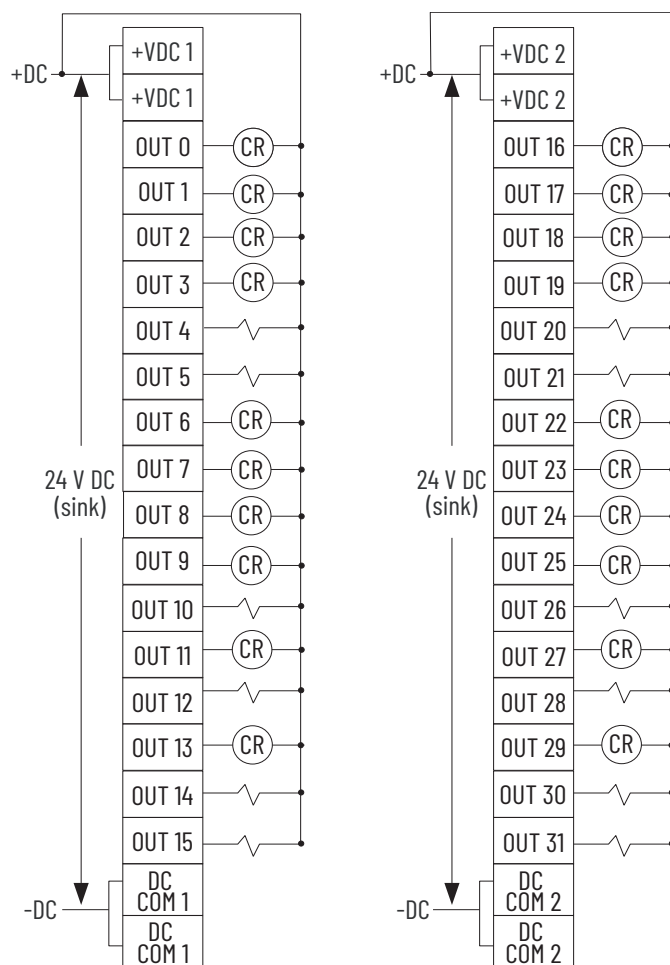 +DC
+VDC 1
+VDC 1
OUT 0 CR
OUT 1 CR
OUT 2 CR
OUT 3 CR
OUT 4
OUT 5
OUT 6 CR
OUT 7 CR
OUT 8 CR
OUT 9 CR
OUT 10
OUT 11 CR
OUT 12
OUT 13 CR
OUT 14
OUT 15
24 V DC
(sink)
-DC
DC
COM 1
DC
COM 1
+DC
+VDC 2
+VDC 2
OUT 16 CR
OUT 17 CR
OUT 18 CR
OUT 19 CR
OUT 20
OUT 21
OUT 22 CR
OUT 23 CR
OUT 24 CR
OUT 25 CR
OUT 26
OUT 27 CR
OUT 28
OUT 29 CR
OUT 30
OUT 31
24 V DC
(sink)
-DC
DC
COM 2
DC
COM 2